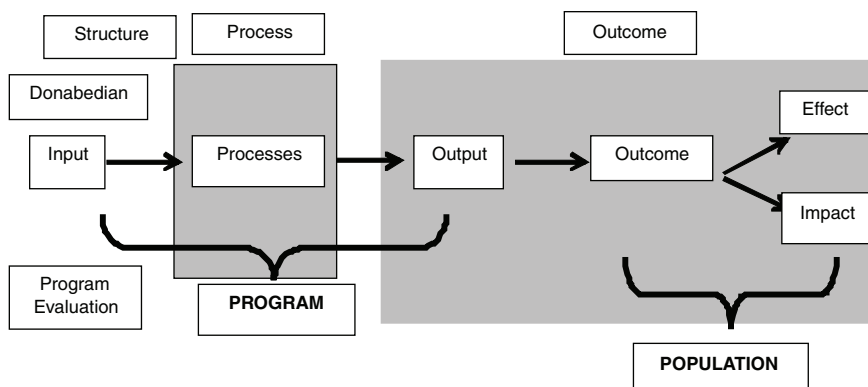 Structure
Process
Outcome
Donabedian
Effect
Input
Processes
Output
Outcome
Impact
Program
Evaluation
PROGRAM
POPULATION